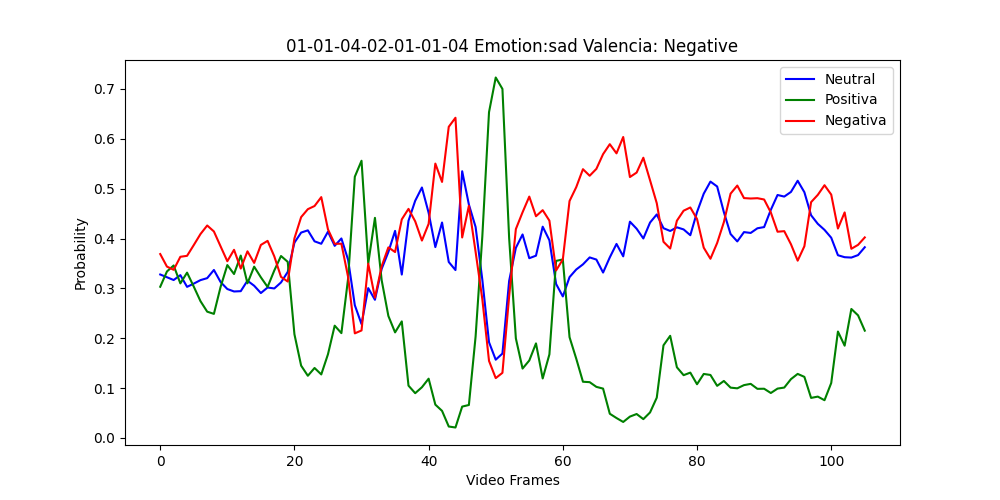 01-01-04-02-01-01-04 Emotion:sad Valencia: Negative
Neutral
Positiva
Negativa
Probability
0.7
0.6
0.5
0.4
0.3
0.2
0.1
0.0
0 20 40 60 80 100
Video Frames